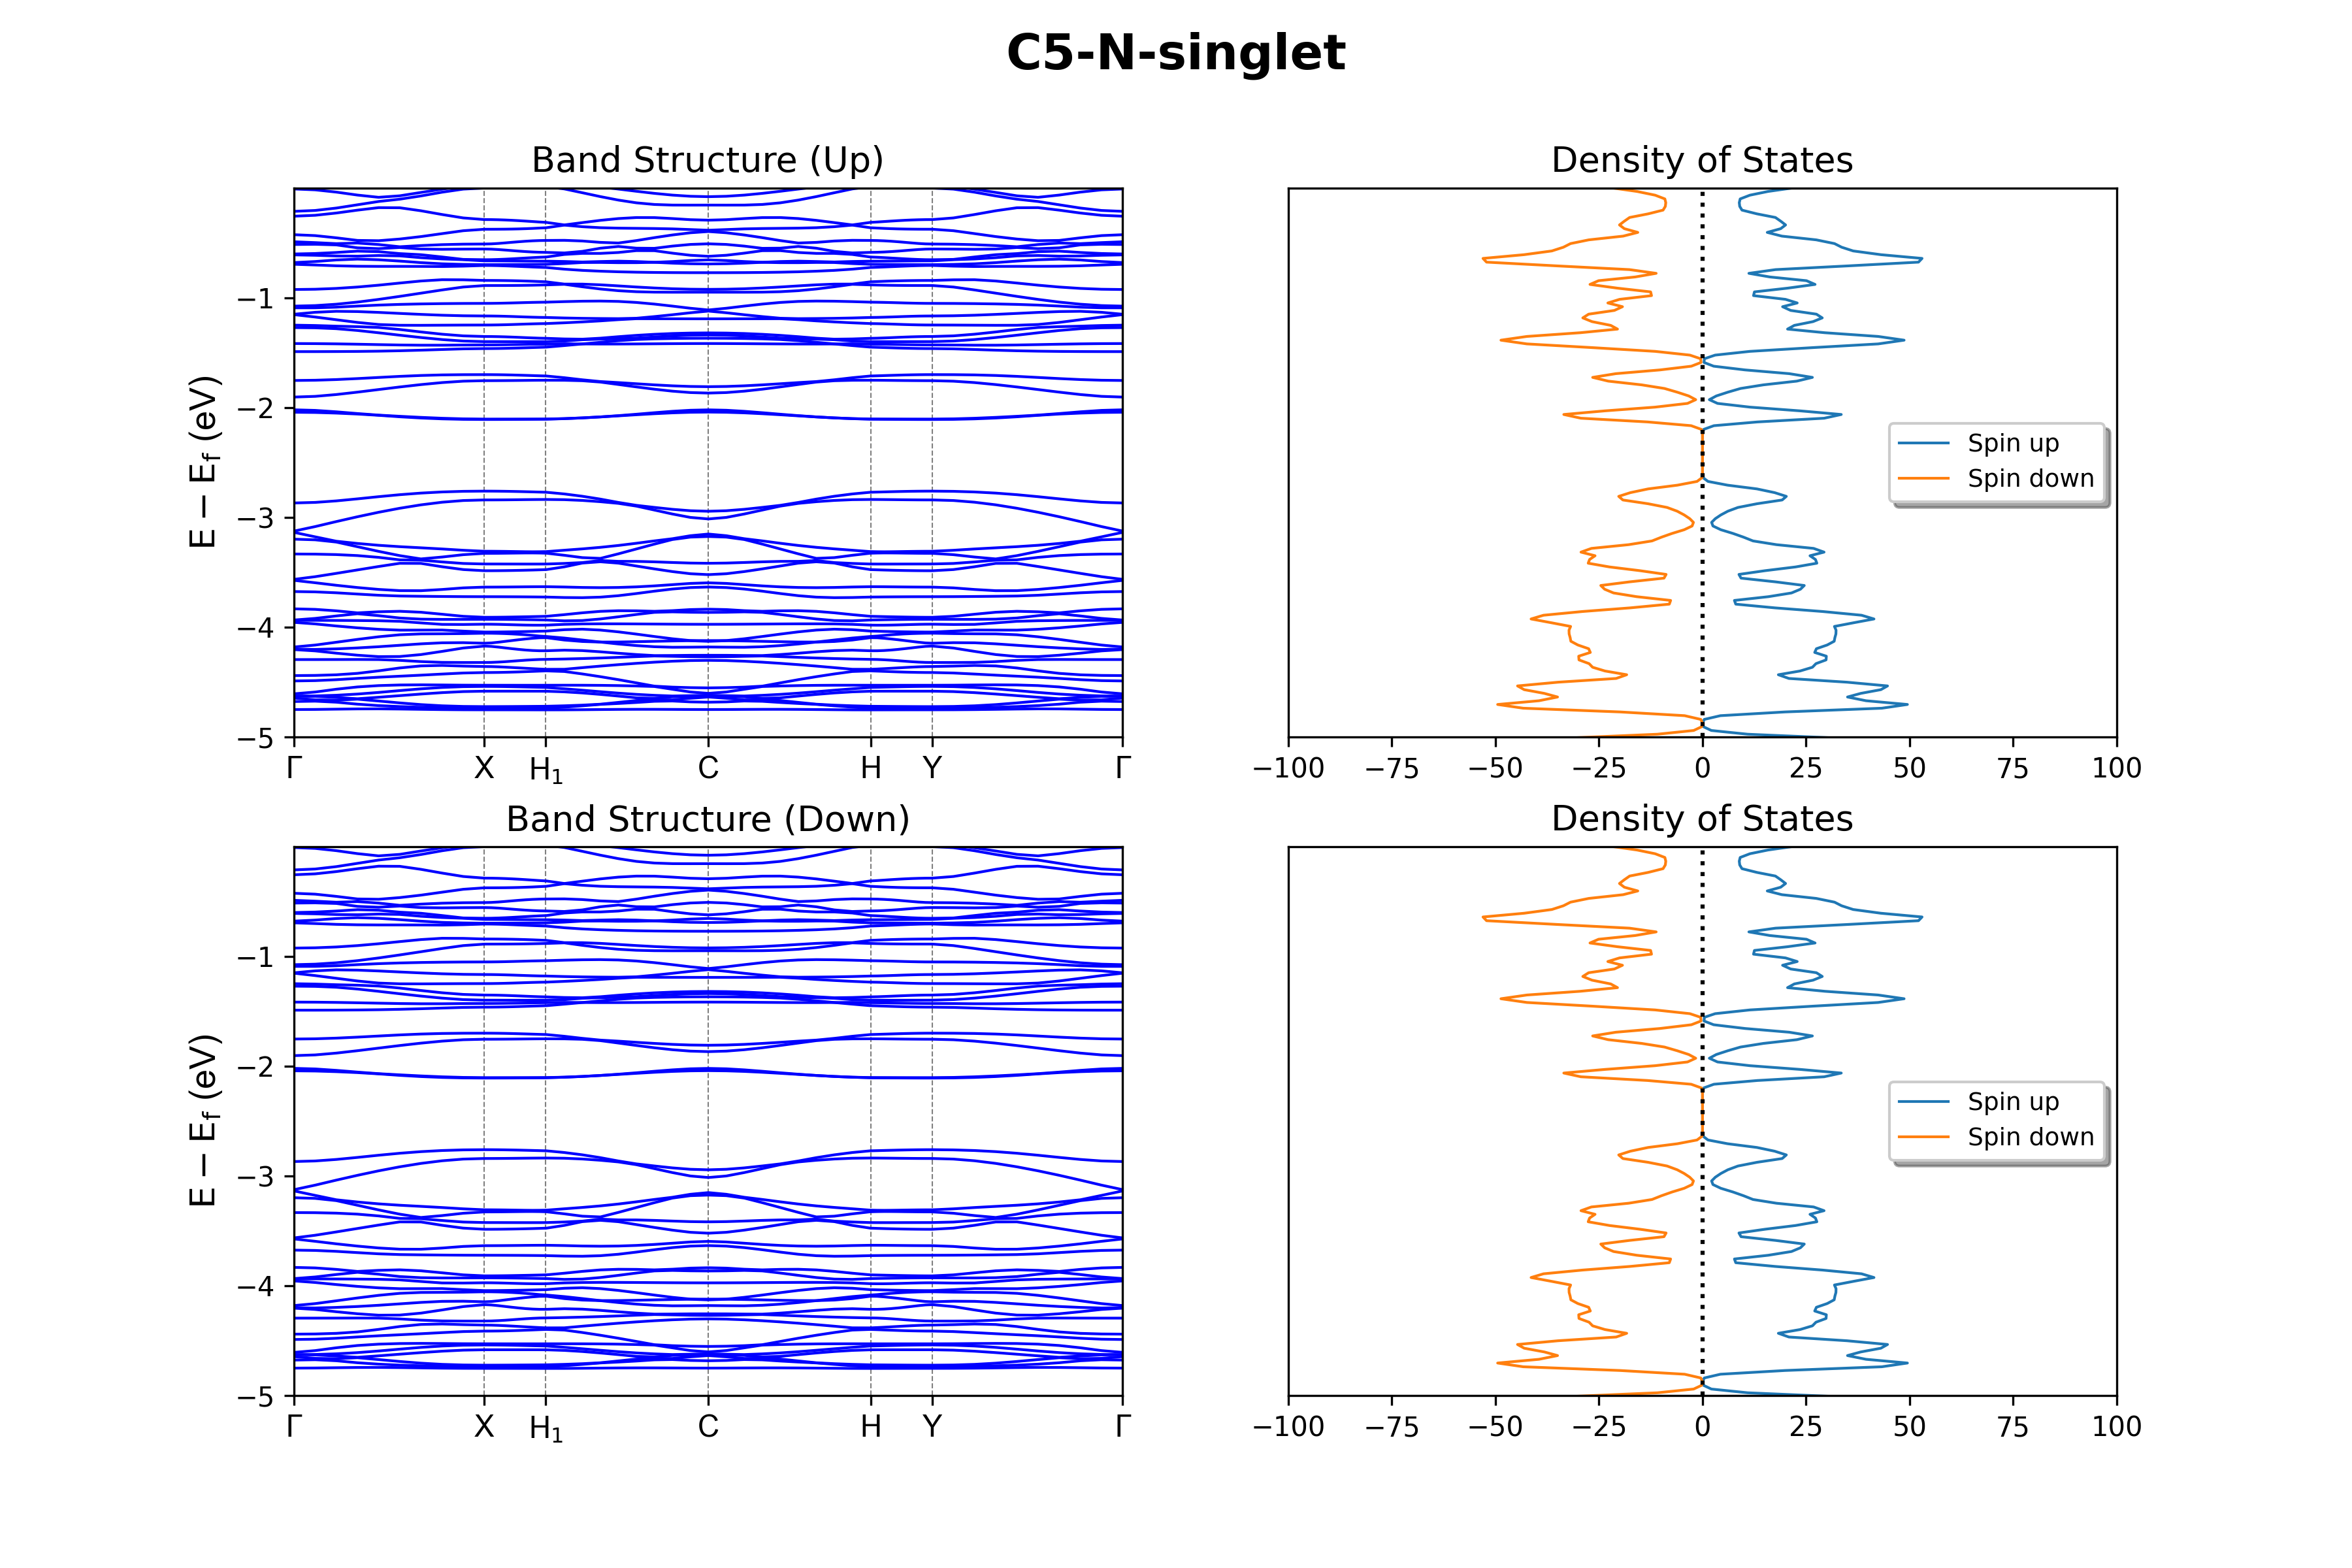 C5-N-singlet
Band Structure (Up)
Density of States
E − E_f (eV)
−1
−2
−3
−4
−5
Γ X H₁ C H Y Γ
Spin up
Spin down
−100 −75 −50 −25 0 25 50 75 100
Band Structure (Down)
Density of States
E − E_f (eV)
−1
−2
−3
−4
−5
Γ X H₁ C H Y Γ
Spin up
Spin down
−100 −75 −50 −25 0 25 50 75 100